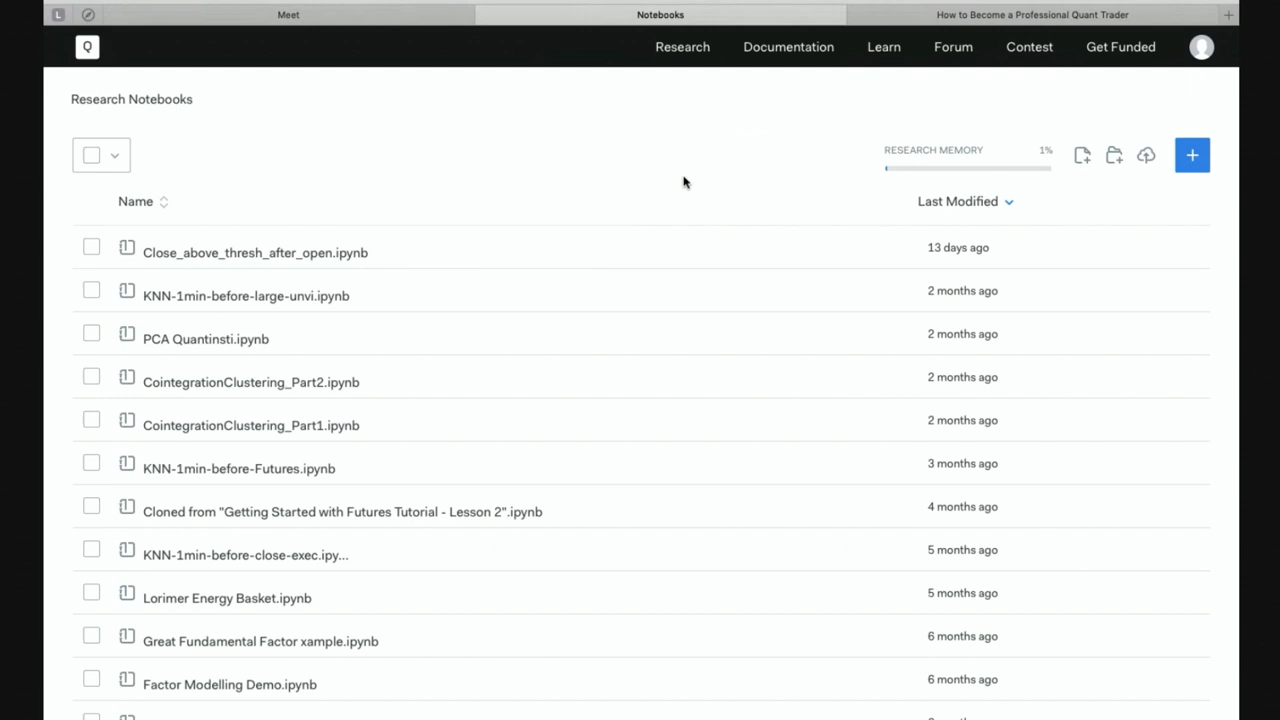 L
Meet
Notebooks
How to Become a Professional Quant Trader
Q
Research
Documentation
Learn
Forum
Contest
Get Funded
Research Notebooks
RESEARCH MEMORY 1%
Name
Last Modified
Close_above_thresh_after_open.ipynb 13 days ago
KNN-1min-before-large-unvi.ipynb 2 months ago
PCA Quantinsti.ipynb 2 months ago
CointegrationClustering_Part2.ipynb 2 months ago
CointegrationClustering_Part1.ipynb 2 months ago
KNN-1min-before-Futures.ipynb 3 months ago
Cloned from "Getting Started with Futures Tutorial - Lesson 2".ipynb 4 months ago
KNN-1min-before-close-exec.ipy... 5 months ago
Lorimer Energy Basket.ipynb 5 months ago
Great Fundamental Factor xample.ipynb 6 months ago
Factor Modelling Demo.ipynb 6 months ago